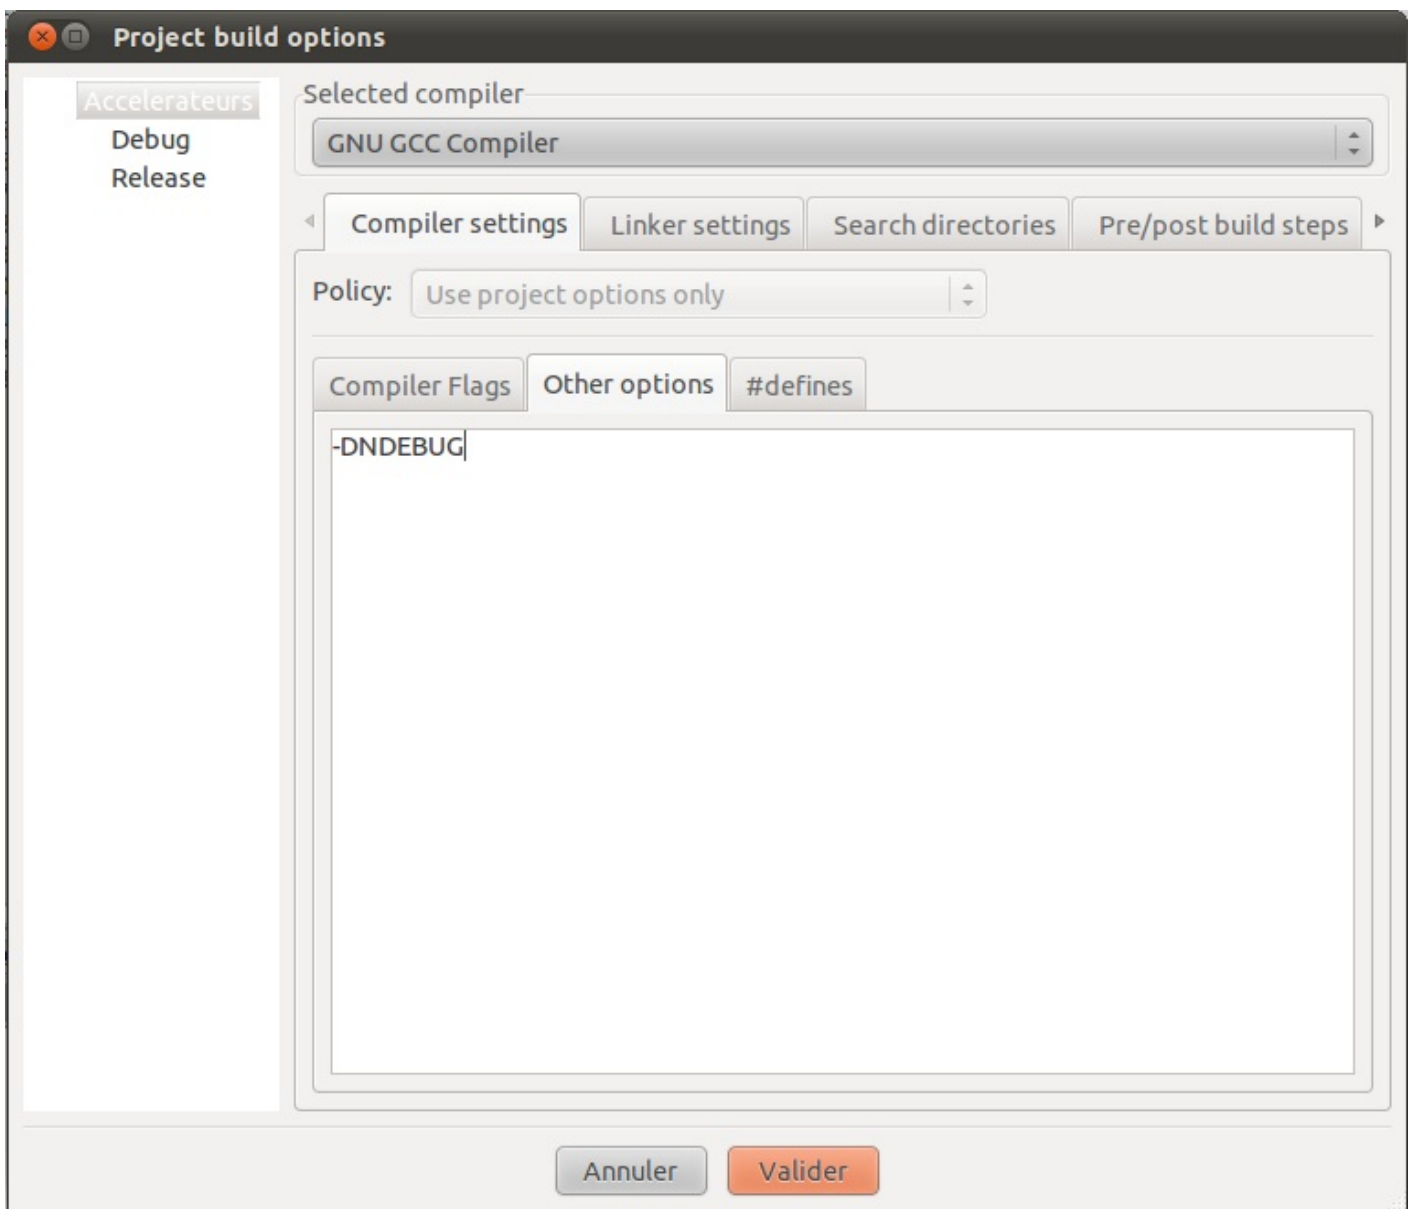 Project build options
Accelerateurs
Debug
Release
Selected compiler
GNU GCC Compiler
Compiler settings Linker settings Search directories Pre/post build steps
Policy: Use project options only
Compiler Flags Other options #defines
-DNDEBUG
Annuler Valider